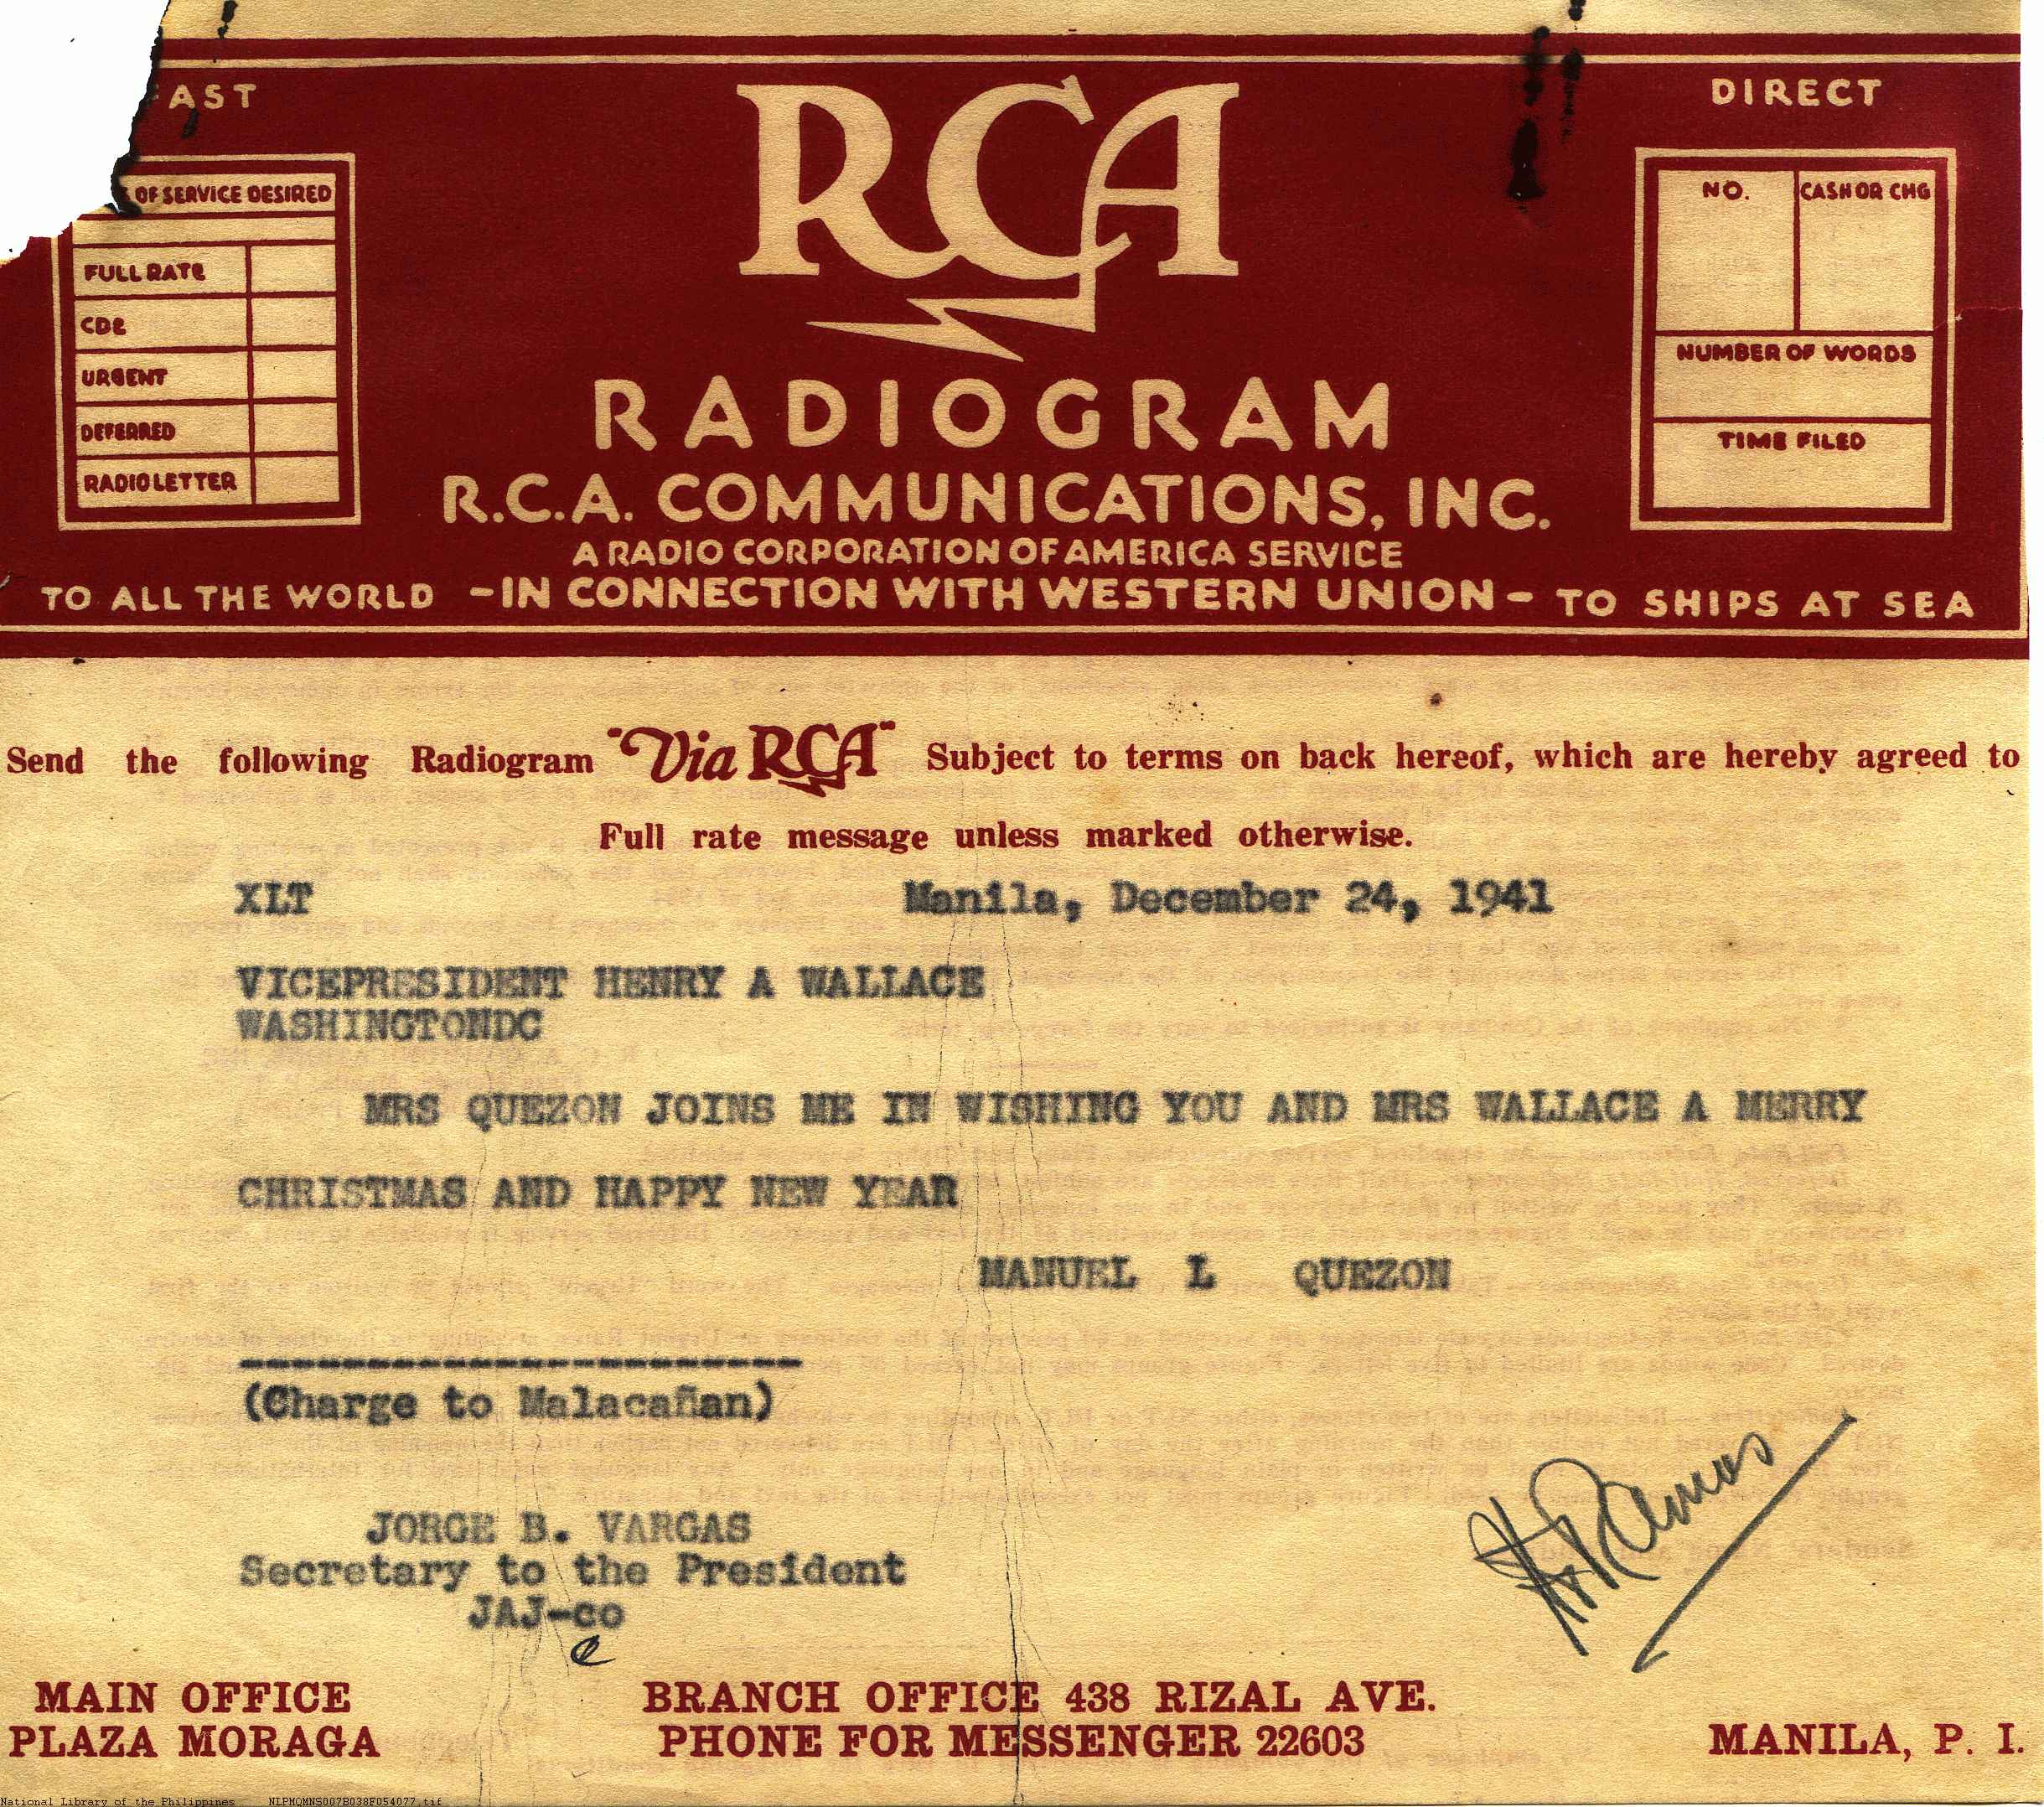 FAST
DIRECT
RCA
OF SERVICE DESIRED
FULL RATE
CDE
URGENT
DEFERRED
RADIOLETTER
NO.
CASH OR CHG
NUMBER OF WORDS
TIME FILED
RADIOGRAM
R.C.A. COMMUNICATIONS, INC.
A RADIO CORPORATION OF AMERICA SERVICE
TO ALL THE WORLD - IN CONNECTION WITH WESTERN UNION - TO SHIPS AT SEA
Send the following Radiogram "Via RCA" Subject to terms on back hereof, which are hereby agreed to
Full rate message unless marked otherwise.
XLT Manila, December 24, 1941
VICEPRESIDENT HENRY A WALLACE
WASHINGTONDC
MRS QUEZON JOINS ME IN WISHING YOU AND MRS WALLACE A MERRY
CHRISTMAS AND HAPPY NEW YEAR
MANUEL L QUEZON
--------------------
(Charge to Malacañan)
JORGE B. VARGAS
Secretary to the President
JAJ-co
MAIN OFFICE
PLAZA MORAGA
BRANCH OFFICE 438 RIZAL AVE.
PHONE FOR MESSENGER 22603
MANILA, P. I.
National Library of the Philippines NLPMQMNS007B038F054077.tif